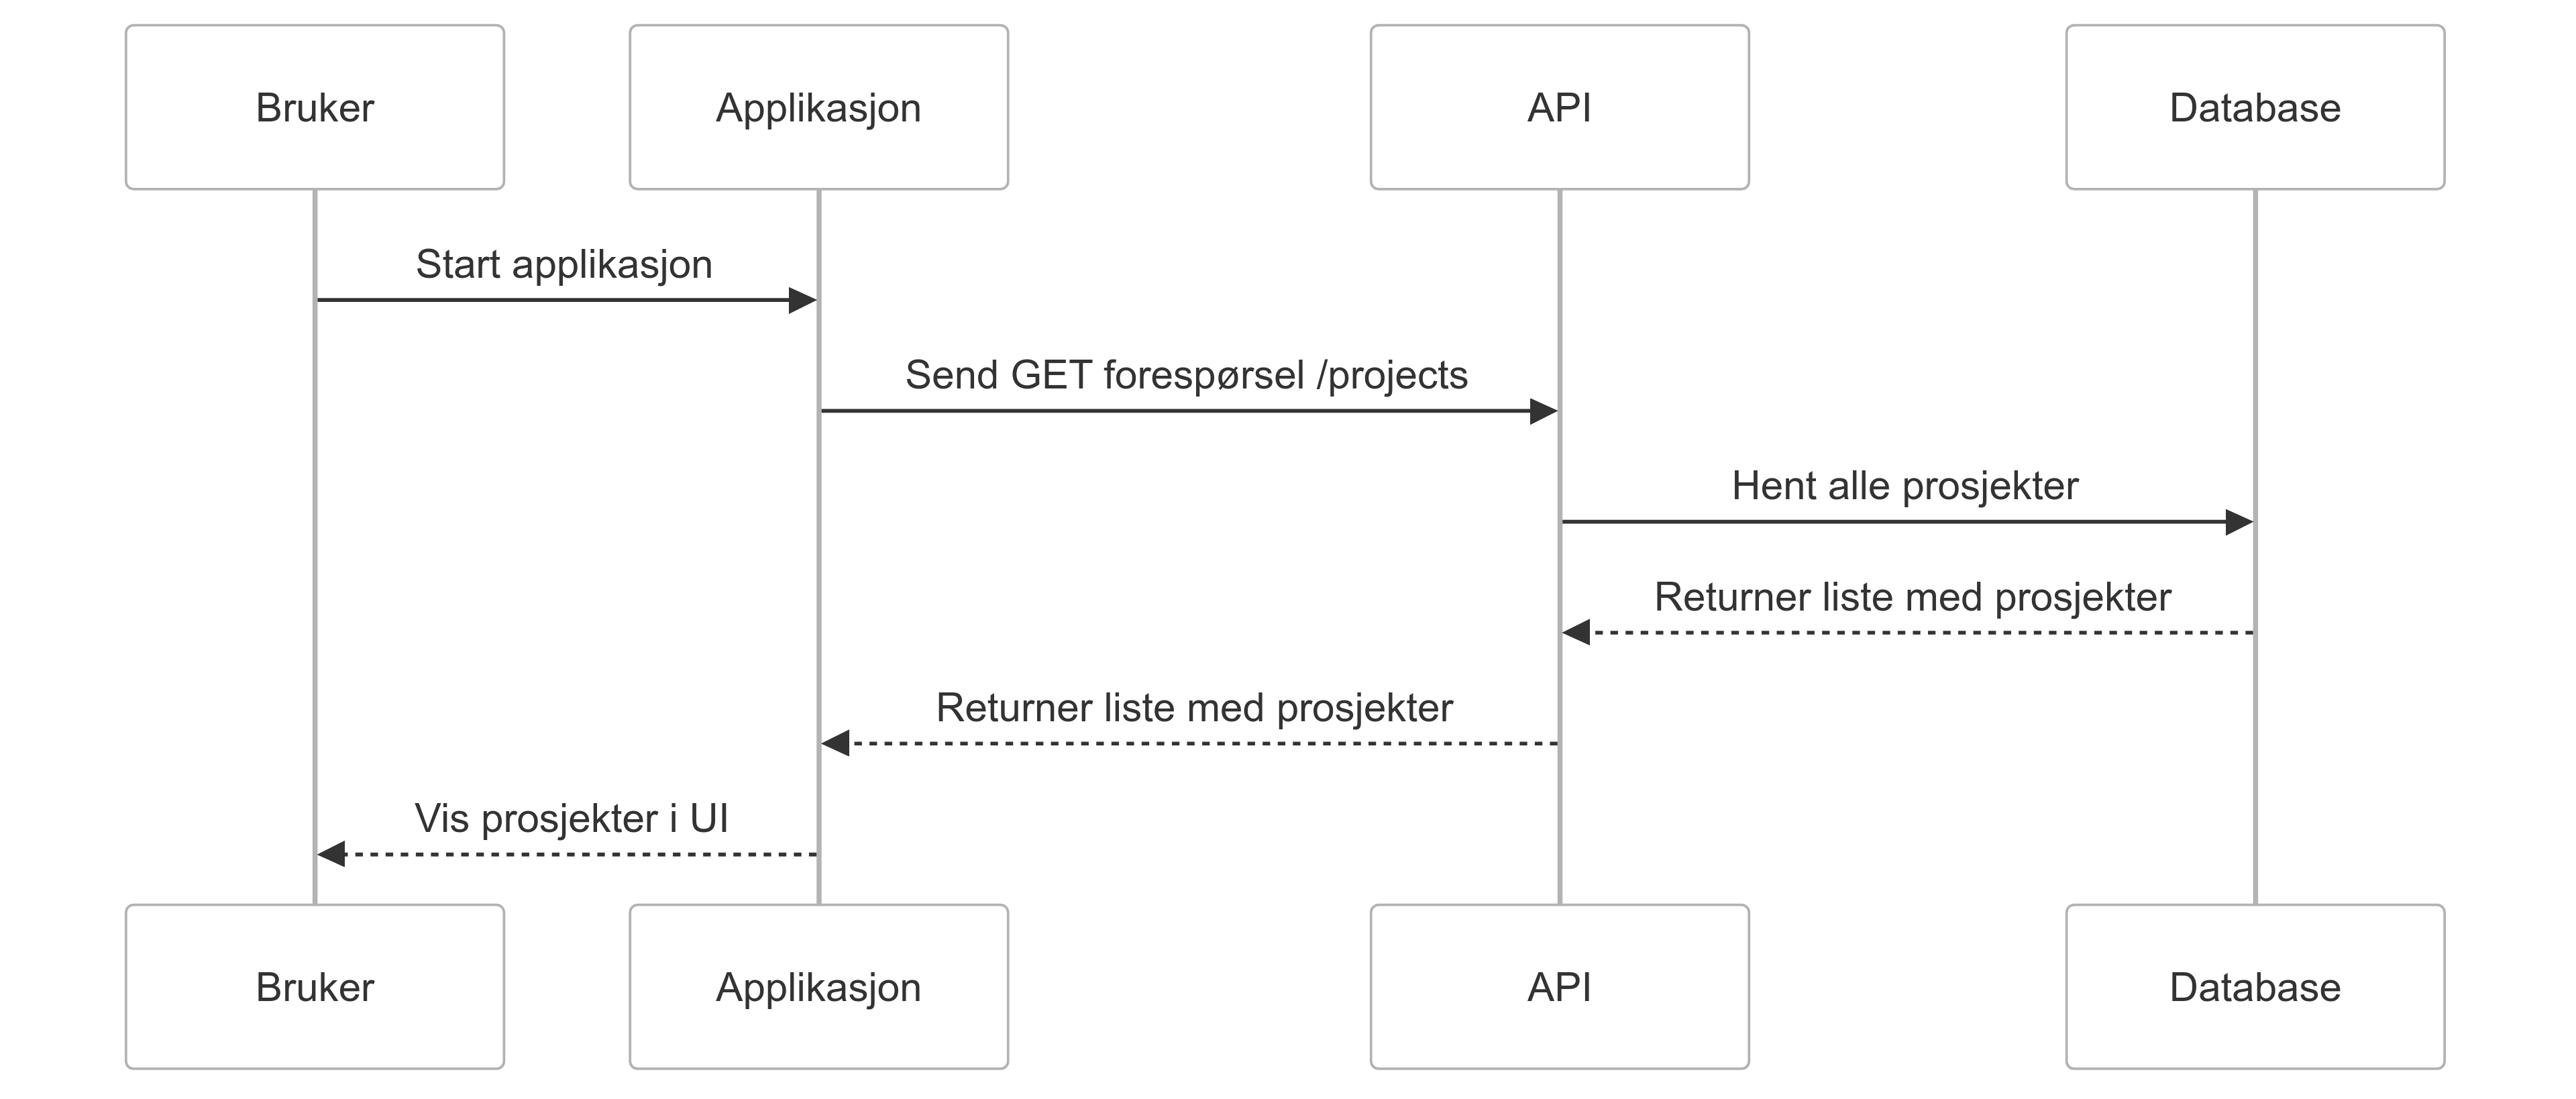 Bruker
Applikasjon
API
Database
Start applikasjon
Send GET forespørsel /projects
Hent alle prosjekter
Returner liste med prosjekter
Returner liste med prosjekter
Vis prosjekter i UI
Bruker
Applikasjon
API
Database